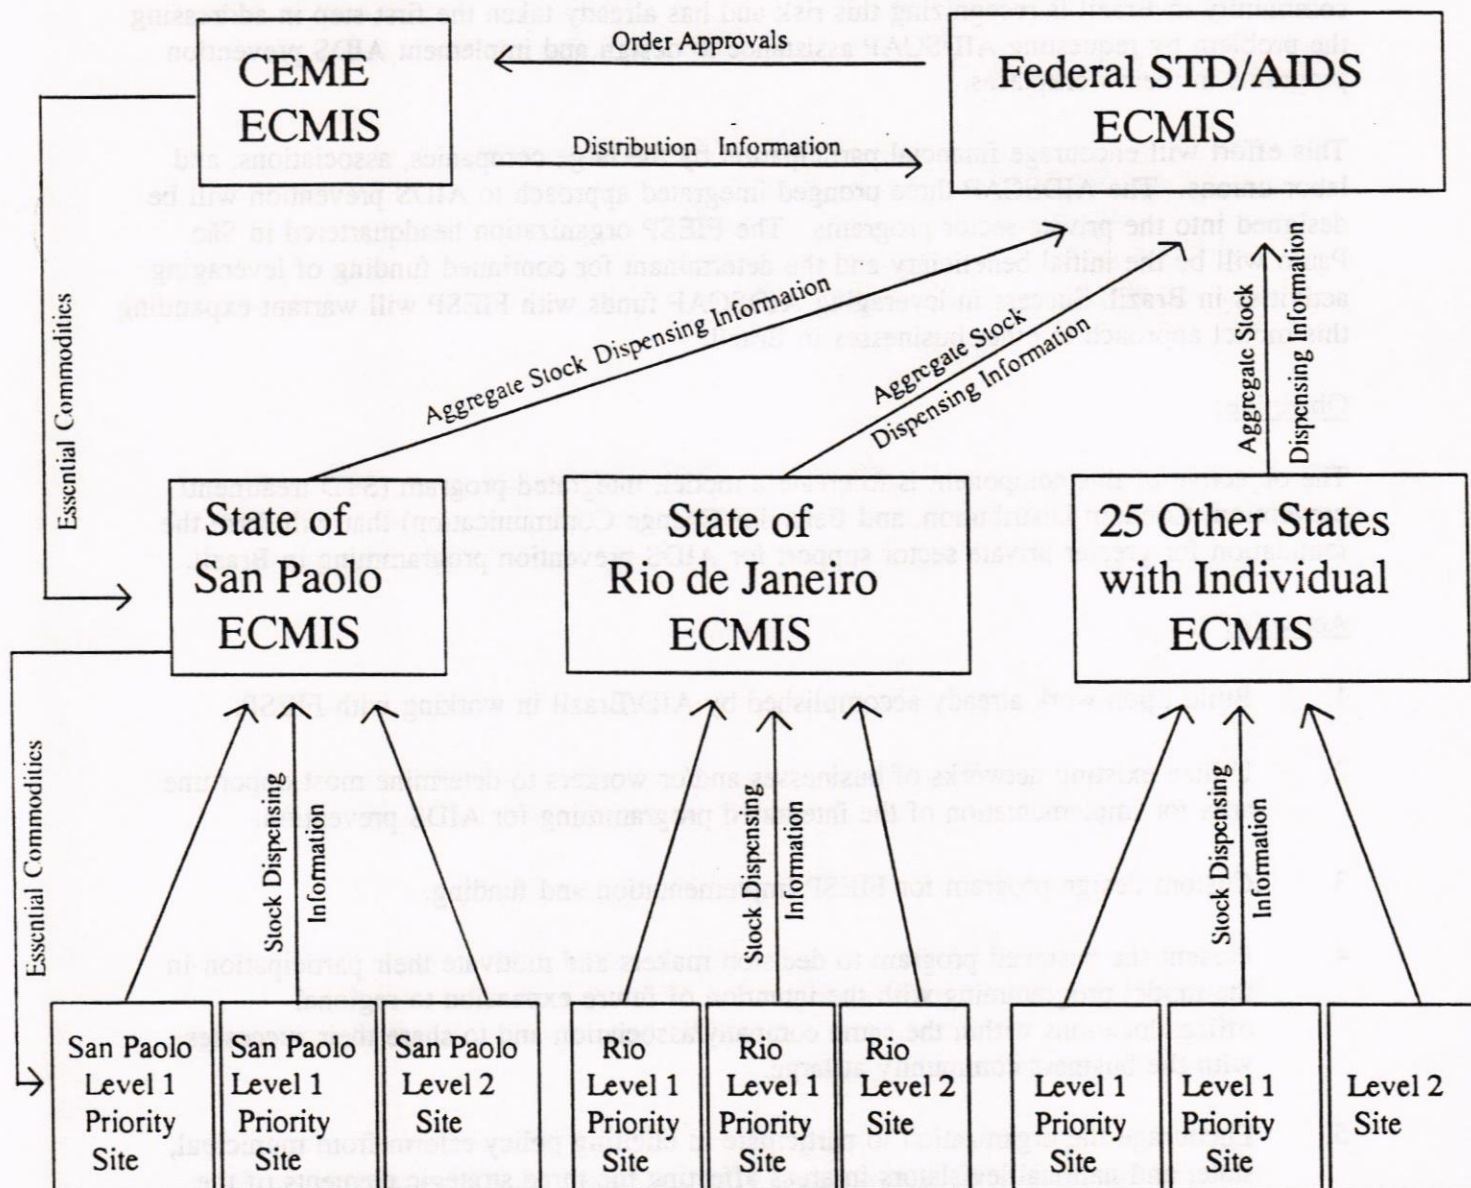 Order Approvals
CEME
ECMIS
Federal STD/AIDS
ECMIS
Distribution Information
Essential Commodities
Aggregate Stock Dispensing Information
Aggregate Stock
Dispensing Information
Aggregate Stock
Dispensing Information
State of
San Paolo
ECMIS
State of
Rio de Janeiro
ECMIS
25 Other States
with Individual
ECMIS
Essential Commodities
Stock Dispensing
Information
Stock Dispensing
Information
Stock Dispensing
Information
San Paolo
Level 1
Priority
Site
San Paolo
Level 1
Priority
Site
San Paolo
Level 2
Site
Rio
Level 1
Priority
Site
Rio
Level 1
Priority
Site
Rio
Level 2
Site
Level 1
Priority
Site
Level 1
Priority
Site
Level 2
Site